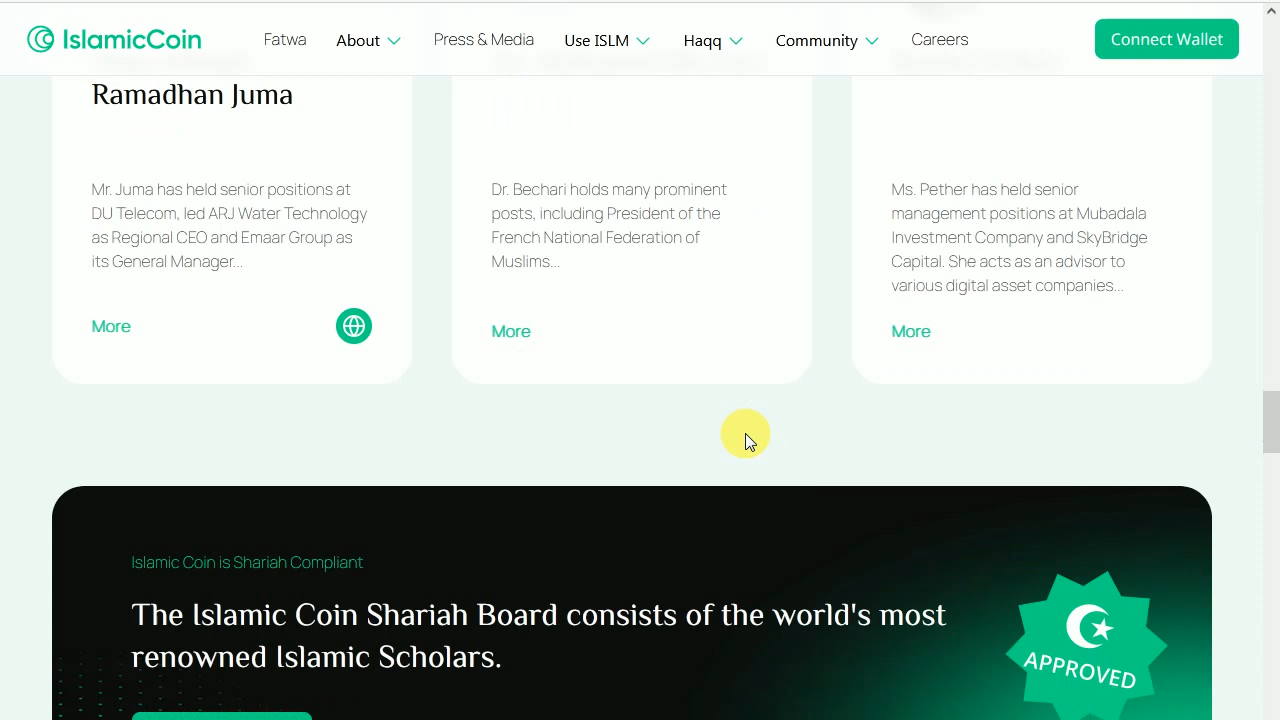 IslamicCoin
Fatwa
About
Press & Media
Use ISLM
Haqq
Community
Careers
Connect Wallet
Ramadhan Juma
Mr. Juma has held senior positions at
DU Telecom, led ARJ Water Technology
as Regional CEO and Emaar Group as
its General Manager...
More
Dr. Bechari holds many prominent
posts, including President of the
French National Federation of
Muslims...
More
Ms. Pether has held senior
management positions at Mubadala
Investment Company and SkyBridge
Capital. She acts as an advisor to
various digital asset companies...
More
Islamic Coin is Shariah Compliant
The Islamic Coin Shariah Board consists of the world's most
renowned Islamic Scholars.
APPROVED